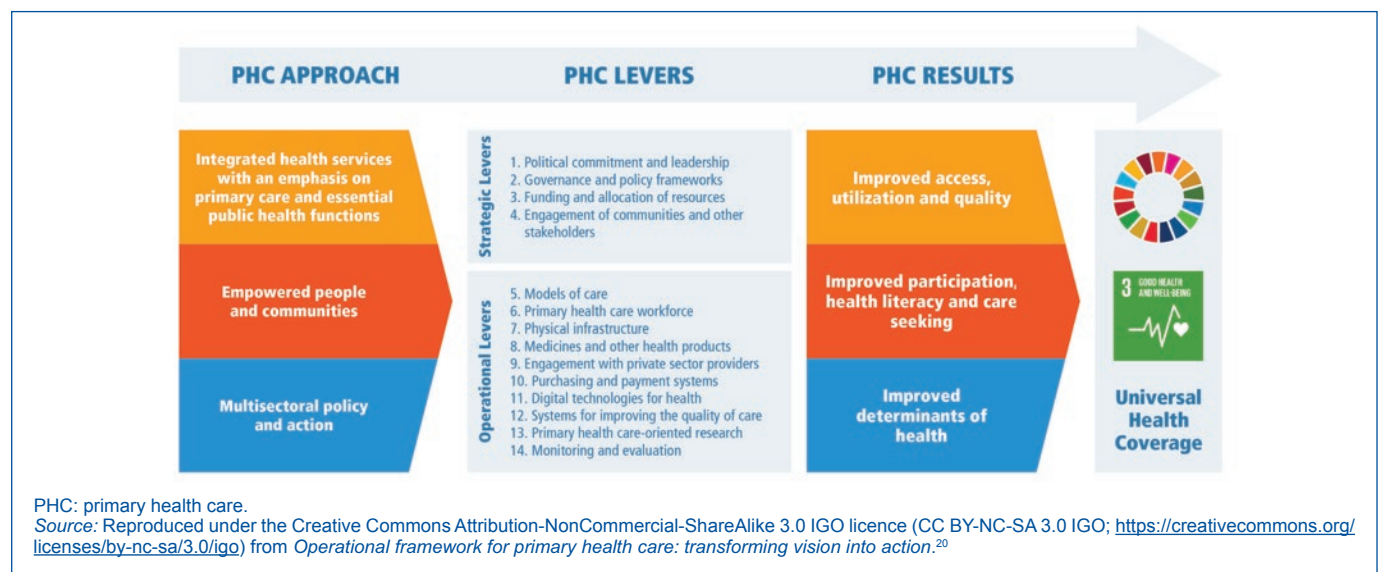 PHC APPROACH
PHC LEVERS
PHC RESULTS
Integrated health services
with an emphasis on
primary care and essential
public health functions
Empowered people
and communities
Multisectoral policy
and action
Strategic Levers
1. Political commitment and leadership
2. Governance and policy frameworks
3. Funding and allocation of resources
4. Engagement of communities and other
stakeholders
Operational Levers
5. Models of care
6. Primary health care workforce
7. Physical infrastructure
8. Medicines and other health products
9. Engagement with private sector providers
10. Purchasing and payment systems
11. Digital technologies for health
12. Systems for improving the quality of care
13. Primary health care-oriented research
14. Monitoring and evaluation
Improved access,
utilization and quality
Improved participation,
health literacy and care
seeking
Improved
determinants of
health
3 GOOD HEALTH
AND WELL-BEING
Universal
Health
Coverage
PHC: primary health care.
Source: Reproduced under the Creative Commons Attribution-NonCommercial-ShareAlike 3.0 IGO licence (CC BY-NC-SA 3.0 IGO; https://creativecommons.org/
licenses/by-nc-sa/3.0/igo) from Operational framework for primary health care: transforming vision into action.20